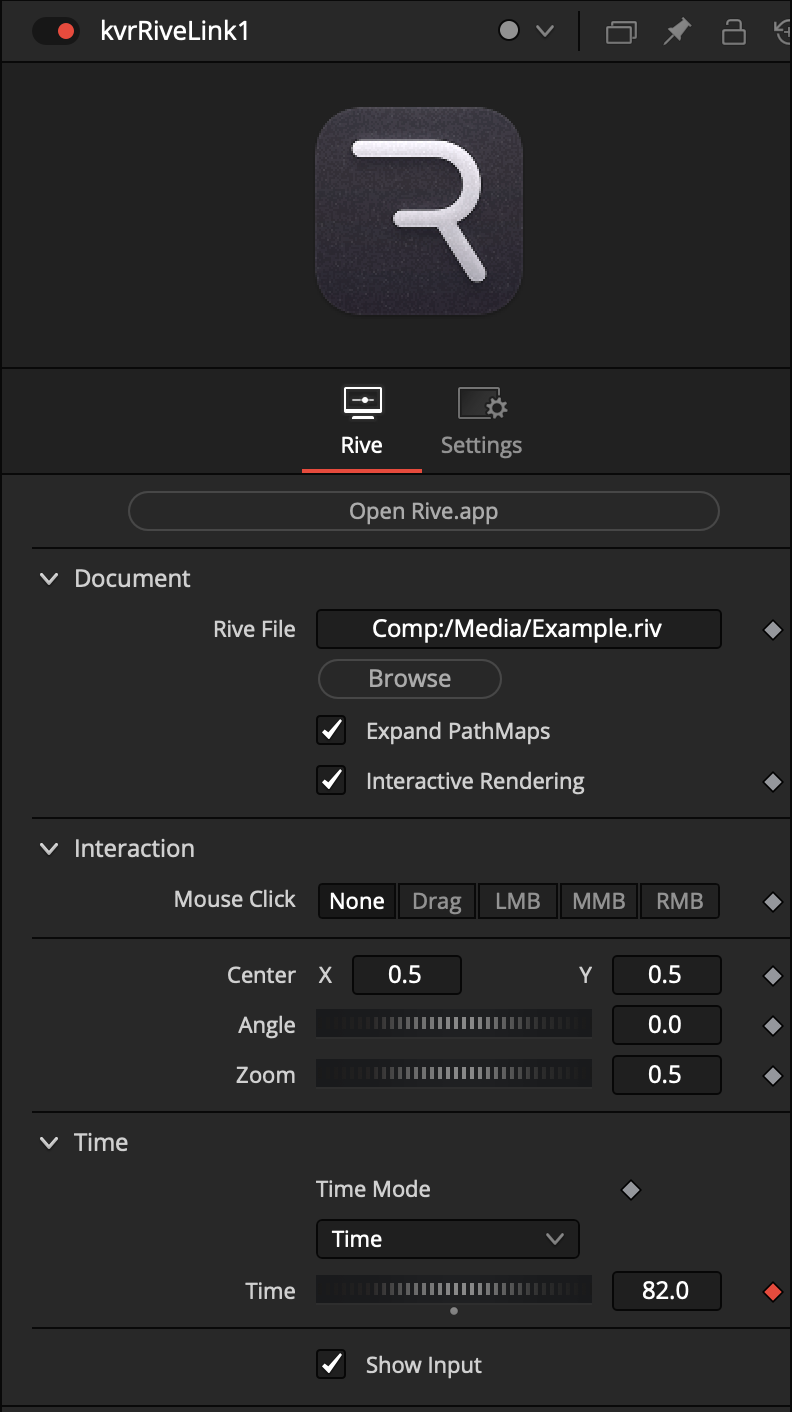 kvrRiveLink1
Rive
Settings
Open Rive.app
Document
Rive File Comp:/Media/Example.riv
Browse
Expand PathMaps
Interactive Rendering
Interaction
Mouse Click None Drag LMB MMB RMB
Center X 0.5 Y 0.5
Angle 0.0
Zoom 0.5
Time
Time Mode
Time
Time 82.0
Show Input